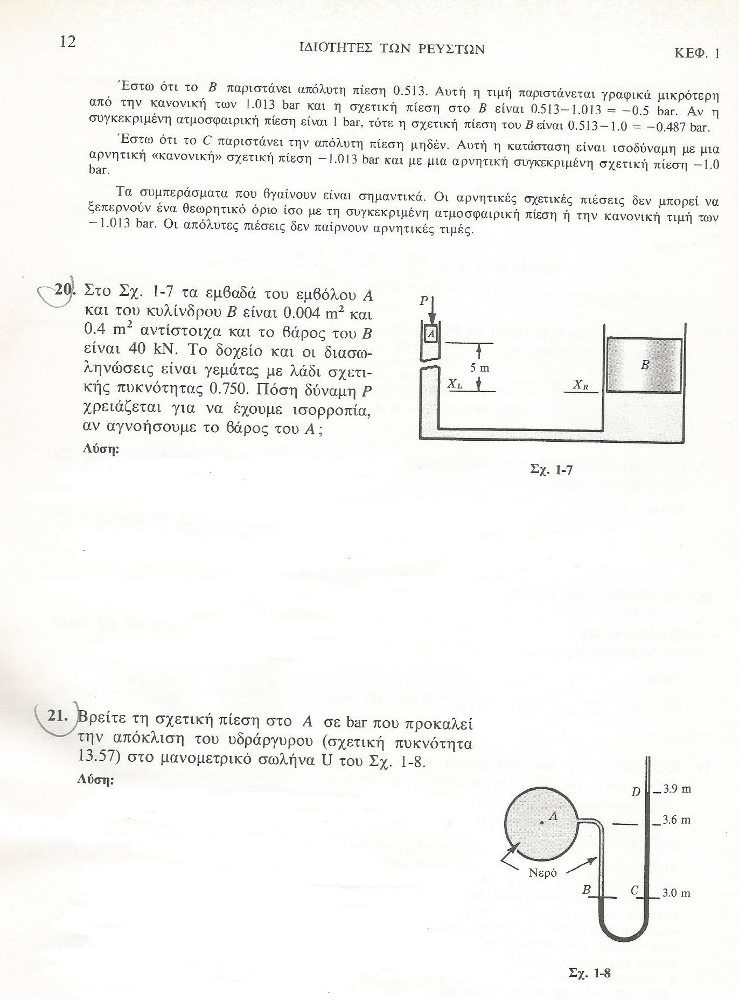 12
ΙΔΙΟΤΗΤΕΣ ΤΩΝ ΡΕΥΣΤΩΝ
ΚΕΦ. 1
Έστω ότι το B παριστάνει απόλυτη πίεση 0.513. Αυτή η τιμή παριστάνεται γραφικά μικρότερη
από την κανονική των 1.013 bar και η σχετική πίεση στο B είναι 0.513−1.013 = −0.5 bar. Αν η
συγκεκριμένη ατμοσφαιρική πίεση είναι 1 bar, τότε η σχετική πίεση του B είναι 0.513−1.0 = −0.487 bar.
Έστω ότι το C παριστάνει την απόλυτη πίεση μηδέν. Αυτή η κατάσταση είναι ισοδύναμη με μια
αρνητική «κανονική» σχετική πίεση −1.013 bar και με μια αρνητική συγκεκριμένη σχετική πίεση −1.0
bar.
Τα συμπεράσματα που βγαίνουν είναι σημαντικά. Οι αρνητικές σχετικές πιέσεις δεν μπορεί να
ξεπερνούν ένα θεωρητικό όριο ίσο με τη συγκεκριμένη ατμοσφαιρική πίεση ή την κανονική τιμή των
−1.013 bar. Οι απόλυτες πιέσεις δεν παίρνουν αρνητικές τιμές.
20. Στο Σχ. 1-7 τα εμβαδά του εμβόλου A
και του κυλίνδρου B είναι 0.004 m² και
0.4 m² αντίστοιχα και το βάρος του B
είναι 40 kN. Το δοχείο και οι διασω-
ληνώσεις είναι γεμάτες με λάδι σχετι-
κής πυκνότητας 0.750. Πόση δύναμη P
χρειάζεται για να έχουμε ισορροπία,
αν αγνοήσουμε το βάρος του A;
Λύση:
P
A
5 m
X_L
X_R
B
Σχ. 1-7
21. Βρείτε τη σχετική πίεση στο A σε bar που προκαλεί
την απόκλιση του υδράργυρου (σχετική πυκνότητα
13.57) στο μανομετρικό σωλήνα U του Σχ. 1-8.
Λύση:
D
3.9 m
A
3.6 m
Νερό
B
C
3.0 m
Σχ. 1-8